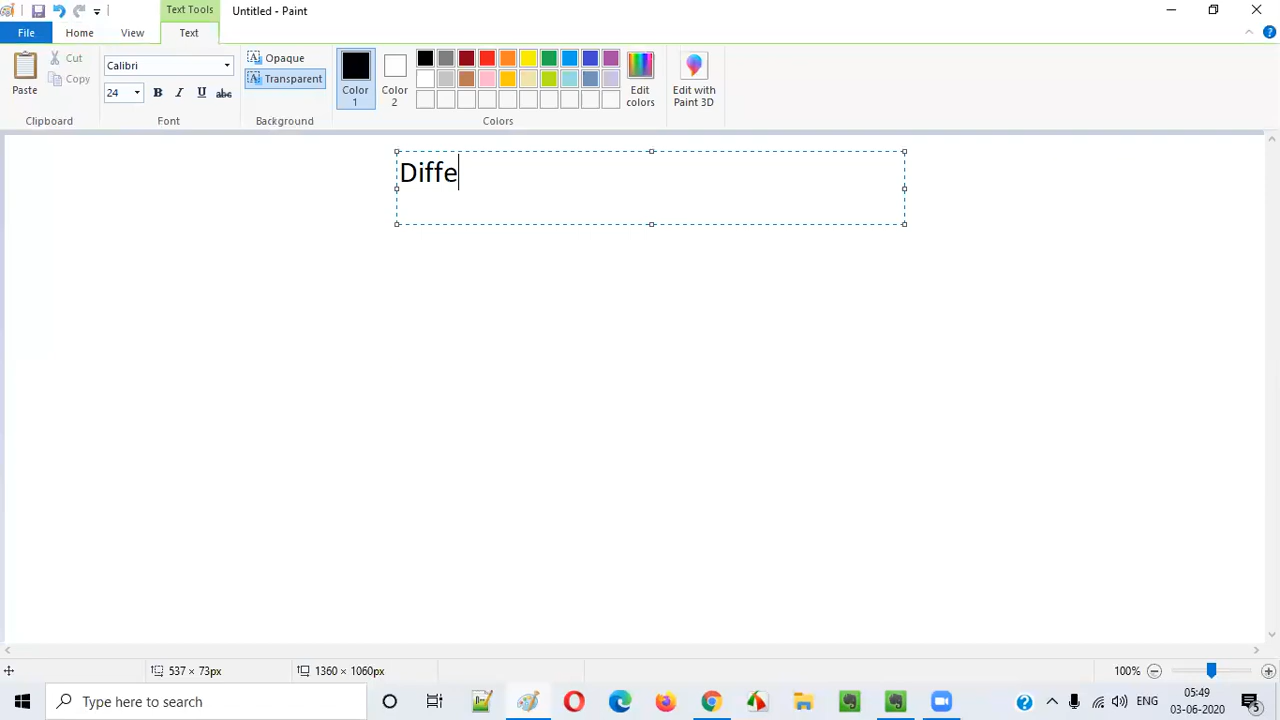 Text Tools
Untitled - Paint
File Home View Text
Paste
Cut
Copy
Clipboard
Calibri
24 B I U abc
Font
Opaque
Transparent
Background
Color 1
Color 2
Edit colors
Colors
Edit with Paint 3D
Diffe
537 × 73px
1360 × 1060px
100%
Type here to search
ENG
05:49
03-06-2020
5